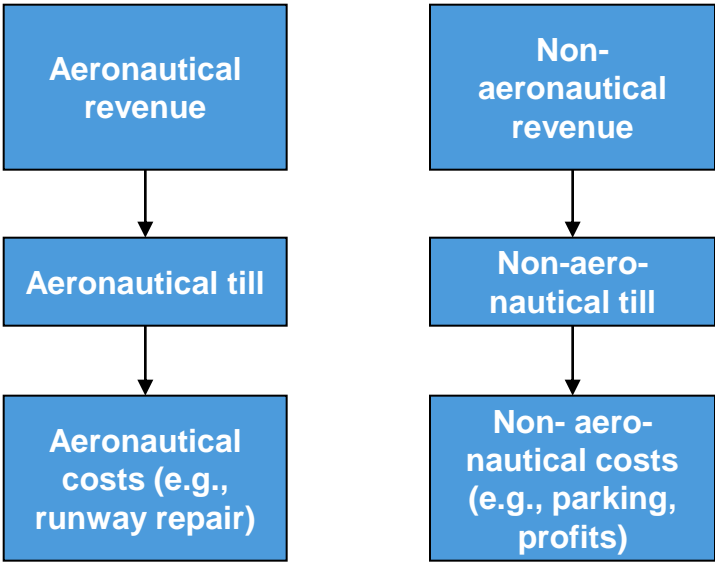 Aeronautical
revenue
Non-
aeronautical
revenue
Aeronautical till
Non-aero-
nautical till
Aeronautical
costs (e.g.,
runway repair)
Non- aero-
nautical costs
(e.g., parking,
profits)